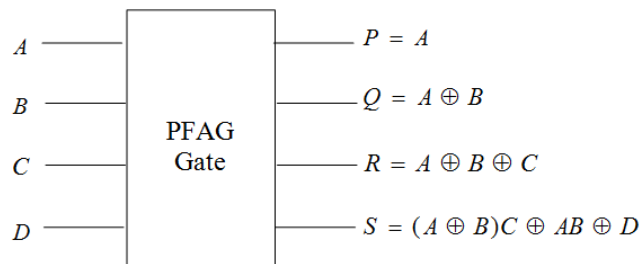 A
P = A
B
Q = A ⊕ B
PFAG
Gate
C
R = A ⊕ B ⊕ C
D
S = (A ⊕ B)C ⊕ AB ⊕ D